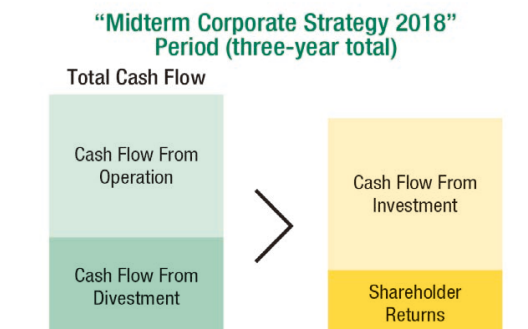 “Midterm Corporate Strategy 2018”
Period (three-year total)
Total Cash Flow
Cash Flow From
Operation
Cash Flow From
Divestment
Cash Flow From
Investment
Shareholder
Returns